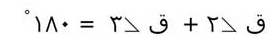 ق ∠٢ + ق ∠٣ = ١٨٠°